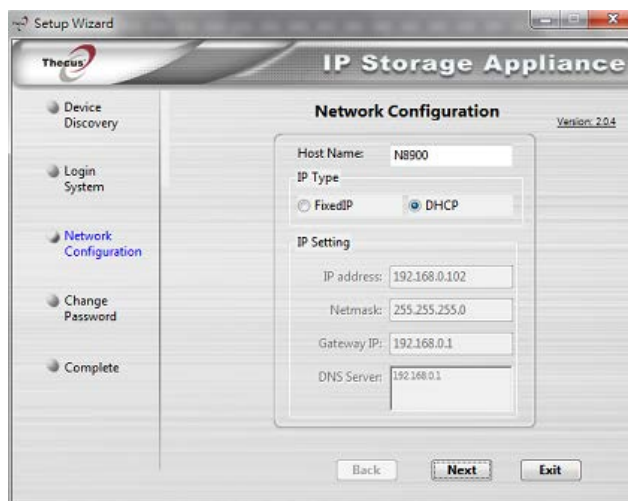 Setup Wizard
Thecus
IP Storage Appliance
Device
Discovery
Login
System
Network
Configuration
Change
Password
Complete
Network Configuration
Version: 2.0.4
Host Name: N8900
IP Type
FixedIP DHCP
IP Setting
IP address: 192.168.0.102
Netmask: 255.255.255.0
Gateway IP: 192.168.0.1
DNS Server: 192.168.0.1
Back Next Exit